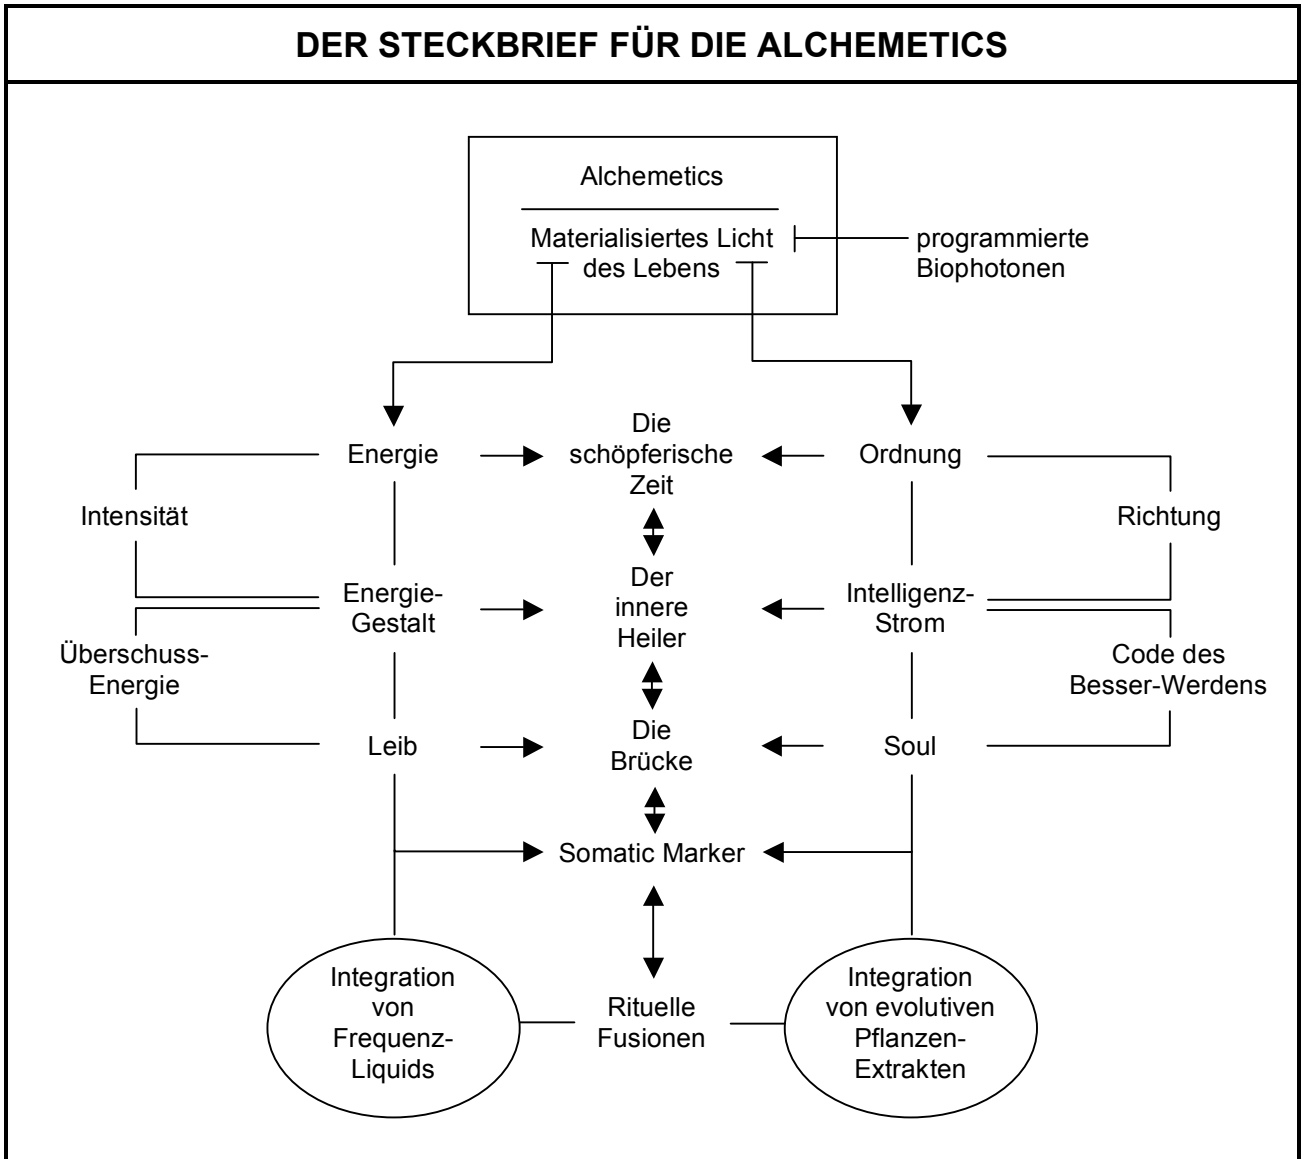 DER STECKBRIEF FÜR DIE ALCHEMETICS
Alchemetics
Materialisiertes Licht
des Lebens
programmierte
Biophotonen
Energie
Die
schöpferische
Zeit
Ordnung
Intensität
Richtung
Energie-
Gestalt
Der
innere
Heiler
Intelligenz-
Strom
Überschuss-
Energie
Code des
Besser-Werdens
Leib
Die
Brücke
Soul
Somatic Marker
Integration
von
Frequenz-
Liquids
Rituelle
Fusionen
Integration
von evolutiven
Pflanzen-
Extrakten